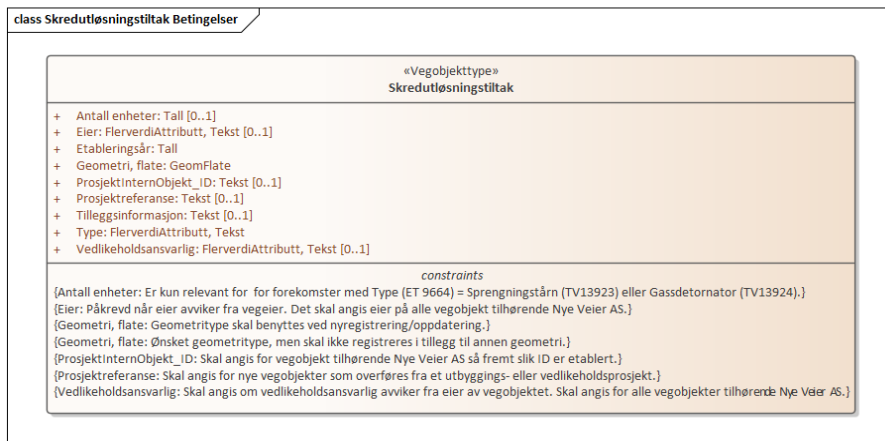 class Skredutløsningstiltak Betingelser
«Vegobjekttype»
Skredutløsningstiltak
+ Antall enheter: Tall [0..1]
+ Eier: FlerverdiAttributt, Tekst [0..1]
+ Etableringsår: Tall
+ Geometri, flate: GeomFlate
+ ProsjektInternObjekt_ID: Tekst [0..1]
+ Prosjektreferanse: Tekst [0..1]
+ Tilleggsinformasjon: Tekst [0..1]
+ Type: FlerverdiAttributt, Tekst
+ Vedlikeholdsansvarlig: FlerverdiAttributt, Tekst [0..1]
constraints
{Antall enheter: Er kun relevant for for forekomster med Type (ET 9664) = Sprengningstårn (TV13923) eller Gassdetornator (TV13924).}
{Eier: Påkrevd når eier avviker fra vegeier. Det skal angis eier på alle vegobjekt tilhørende Nye Veier AS.}
{Geometri, flate: Geometritype skal benyttes ved nyregistrering/oppdatering.}
{Geometri, flate: Ønsket geometritype, men skal ikke registreres i tillegg til annen geometri.}
{ProsjektInternObjekt_ID: Skal angis for vegobjekt tilhørende Nye Veier AS så fremt slik ID er etablert.}
{Prosjektreferanse: Skal angis for nye vegobjekter som overføres fra et utbyggings- eller vedlikeholdsprosjekt.}
{Vedlikeholdsansvarlig: Skal angis om vedlikeholdsansvarlig avviker fra eier av vegobjektet. Skal angis for alle vegobjekter tilhørende Nye Veier AS.}